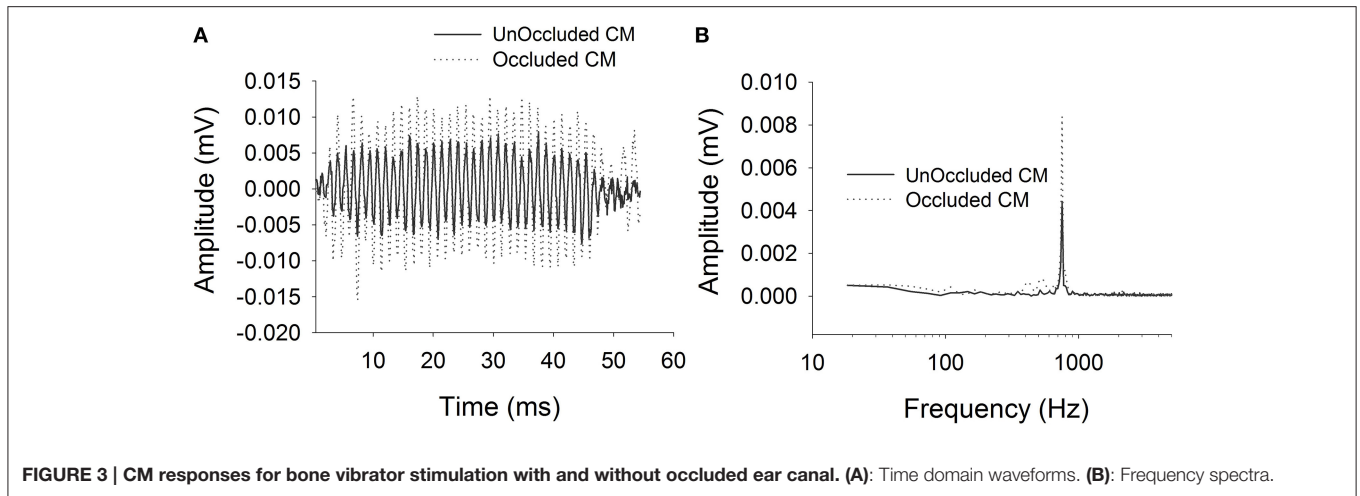 A
UnOccluded CM
Occluded CM
0.015
0.010
0.005
0.000
-0.005
-0.010
-0.015
-0.020
Amplitude (mV)
10 20 30 40 50 60
Time (ms)
B
0.010
0.008
0.006
0.004
0.002
0.000
Amplitude (mV)
UnOccluded CM
Occluded CM
10 100 1000
Frequency (Hz)
FIGURE 3 | CM responses for bone vibrator stimulation with and without occluded ear canal. (A): Time domain waveforms. (B): Frequency spectra.